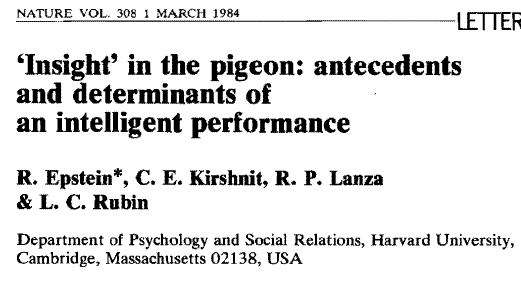 NATURE VOL. 308 1 MARCH 1984
LETTER
'Insight' in the pigeon: antecedents
and determinants of
an intelligent performance
R. Epstein*, C. E. Kirshnit, R. P. Lanza
& L. C. Rubin
Department of Psychology and Social Relations, Harvard University,
Cambridge, Massachusetts 02138, USA